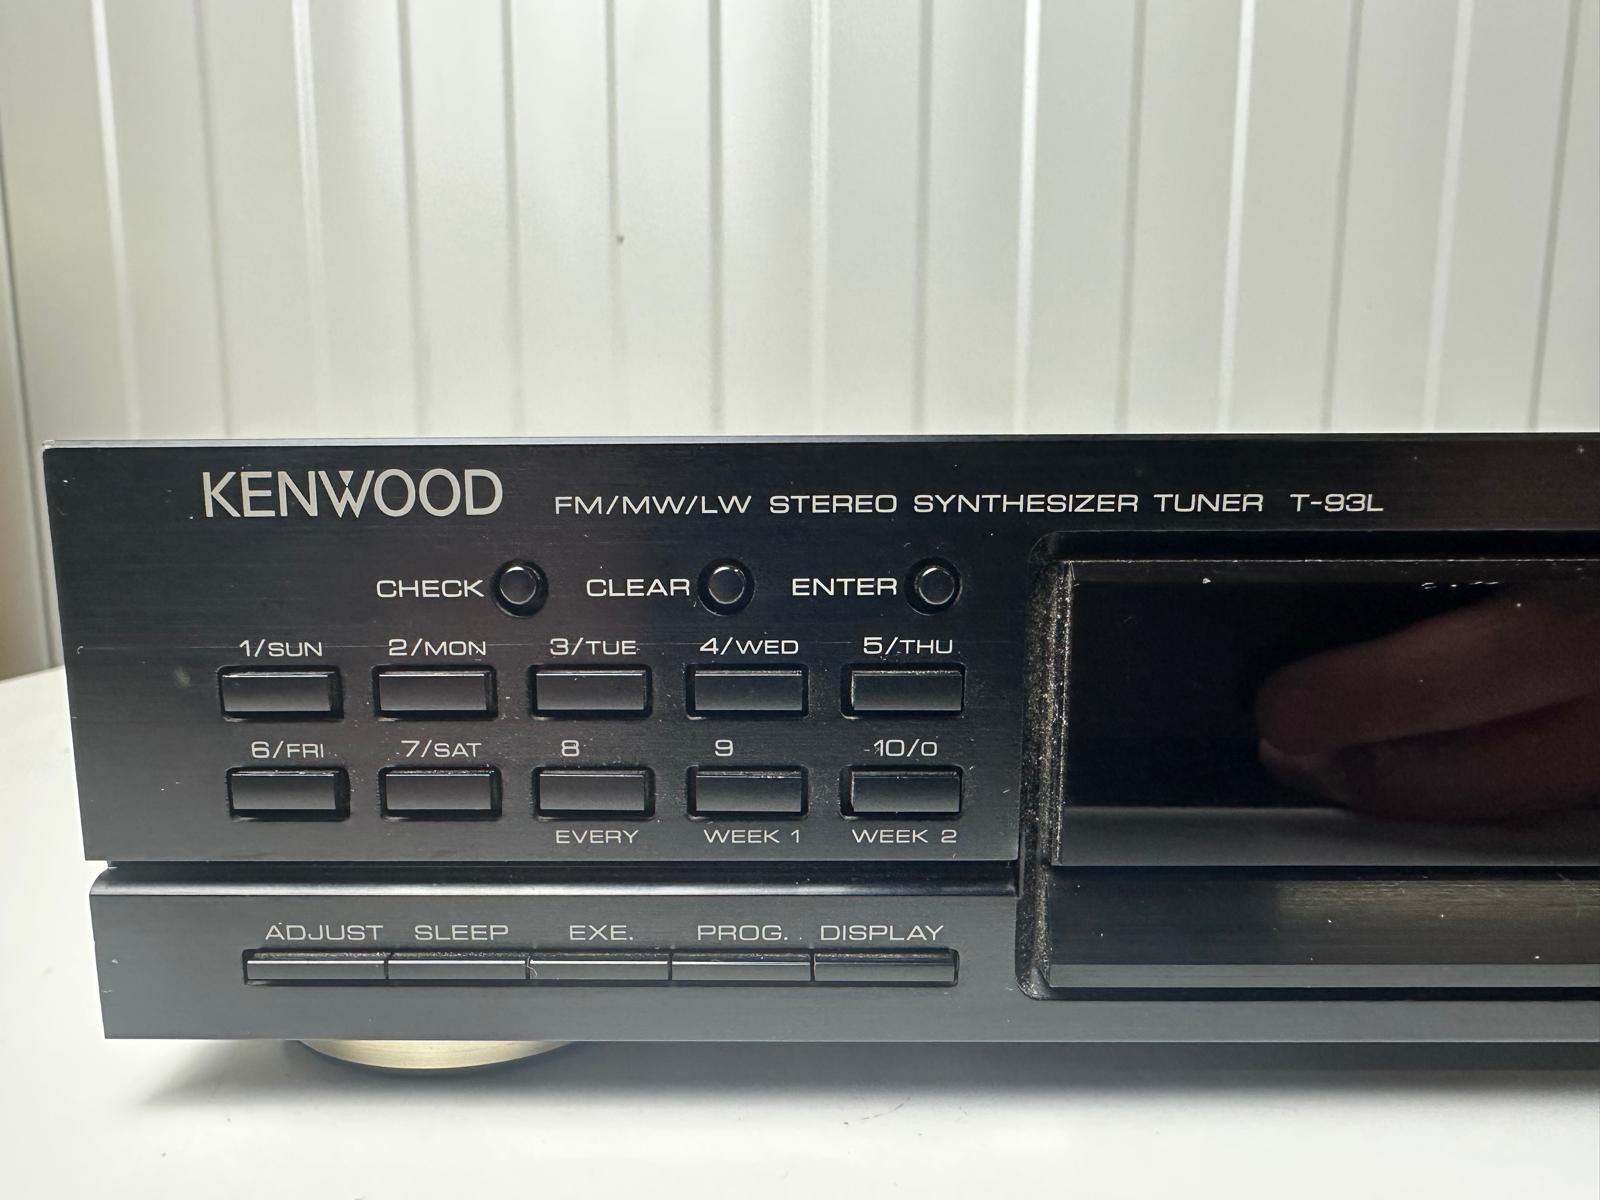 KENWOOD FM/MW/LW STEREO SYNTHESIZER TUNER T-93L
CHECK CLEAR ENTER
1/SUN 2/MON 3/TUE 4/WED 5/THU
6/FRI 7/SAT 8 9 10/0
EVERY WEEK 1 WEEK 2
ADJUST SLEEP EXE. PROG. DISPLAY